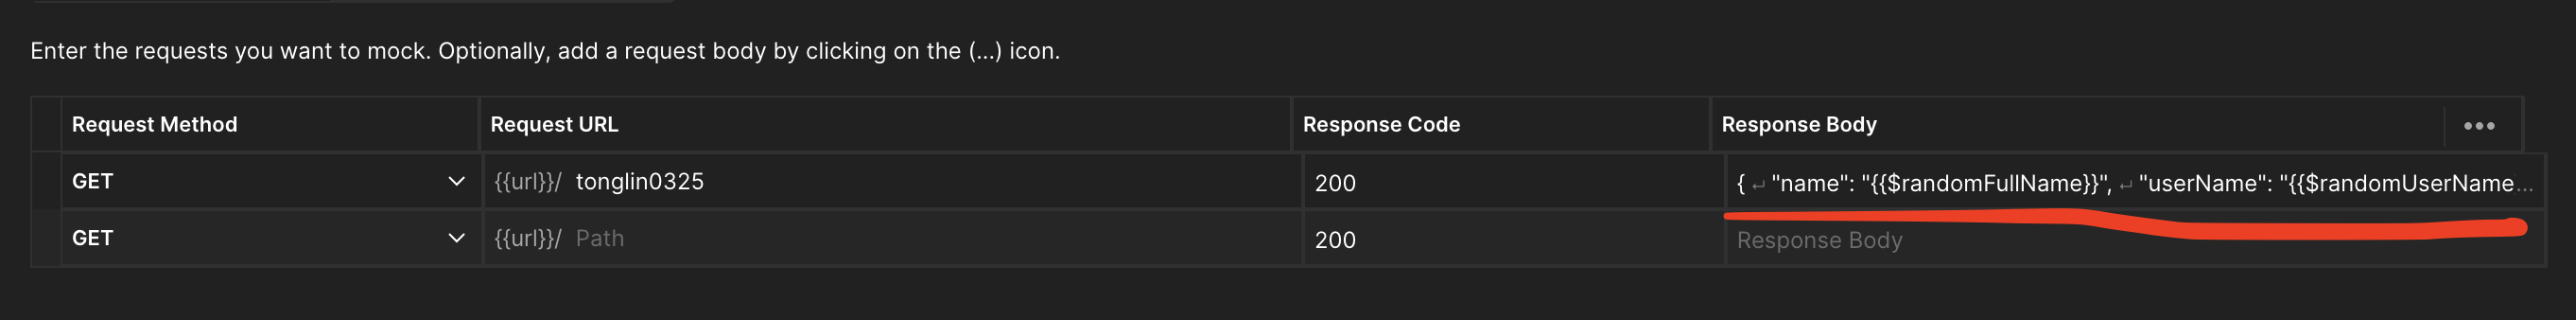 Enter the requests you want to mock. Optionally, add a request body by clicking on the (...) icon.
Request Method Request URL Response Code Response Body •••
GET {{url}}/ tonglin0325 200 { ↵ "name": "{{$randomFullName}}", ↵ "userName": "{{$randomUserName...
GET {{url}}/ Path 200 Response Body